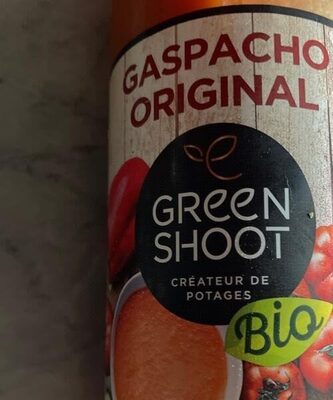 GASPACHO
ORIGINAL
GREEN
SHOOT
CRÉATEUR DE
POTAGES
Bio